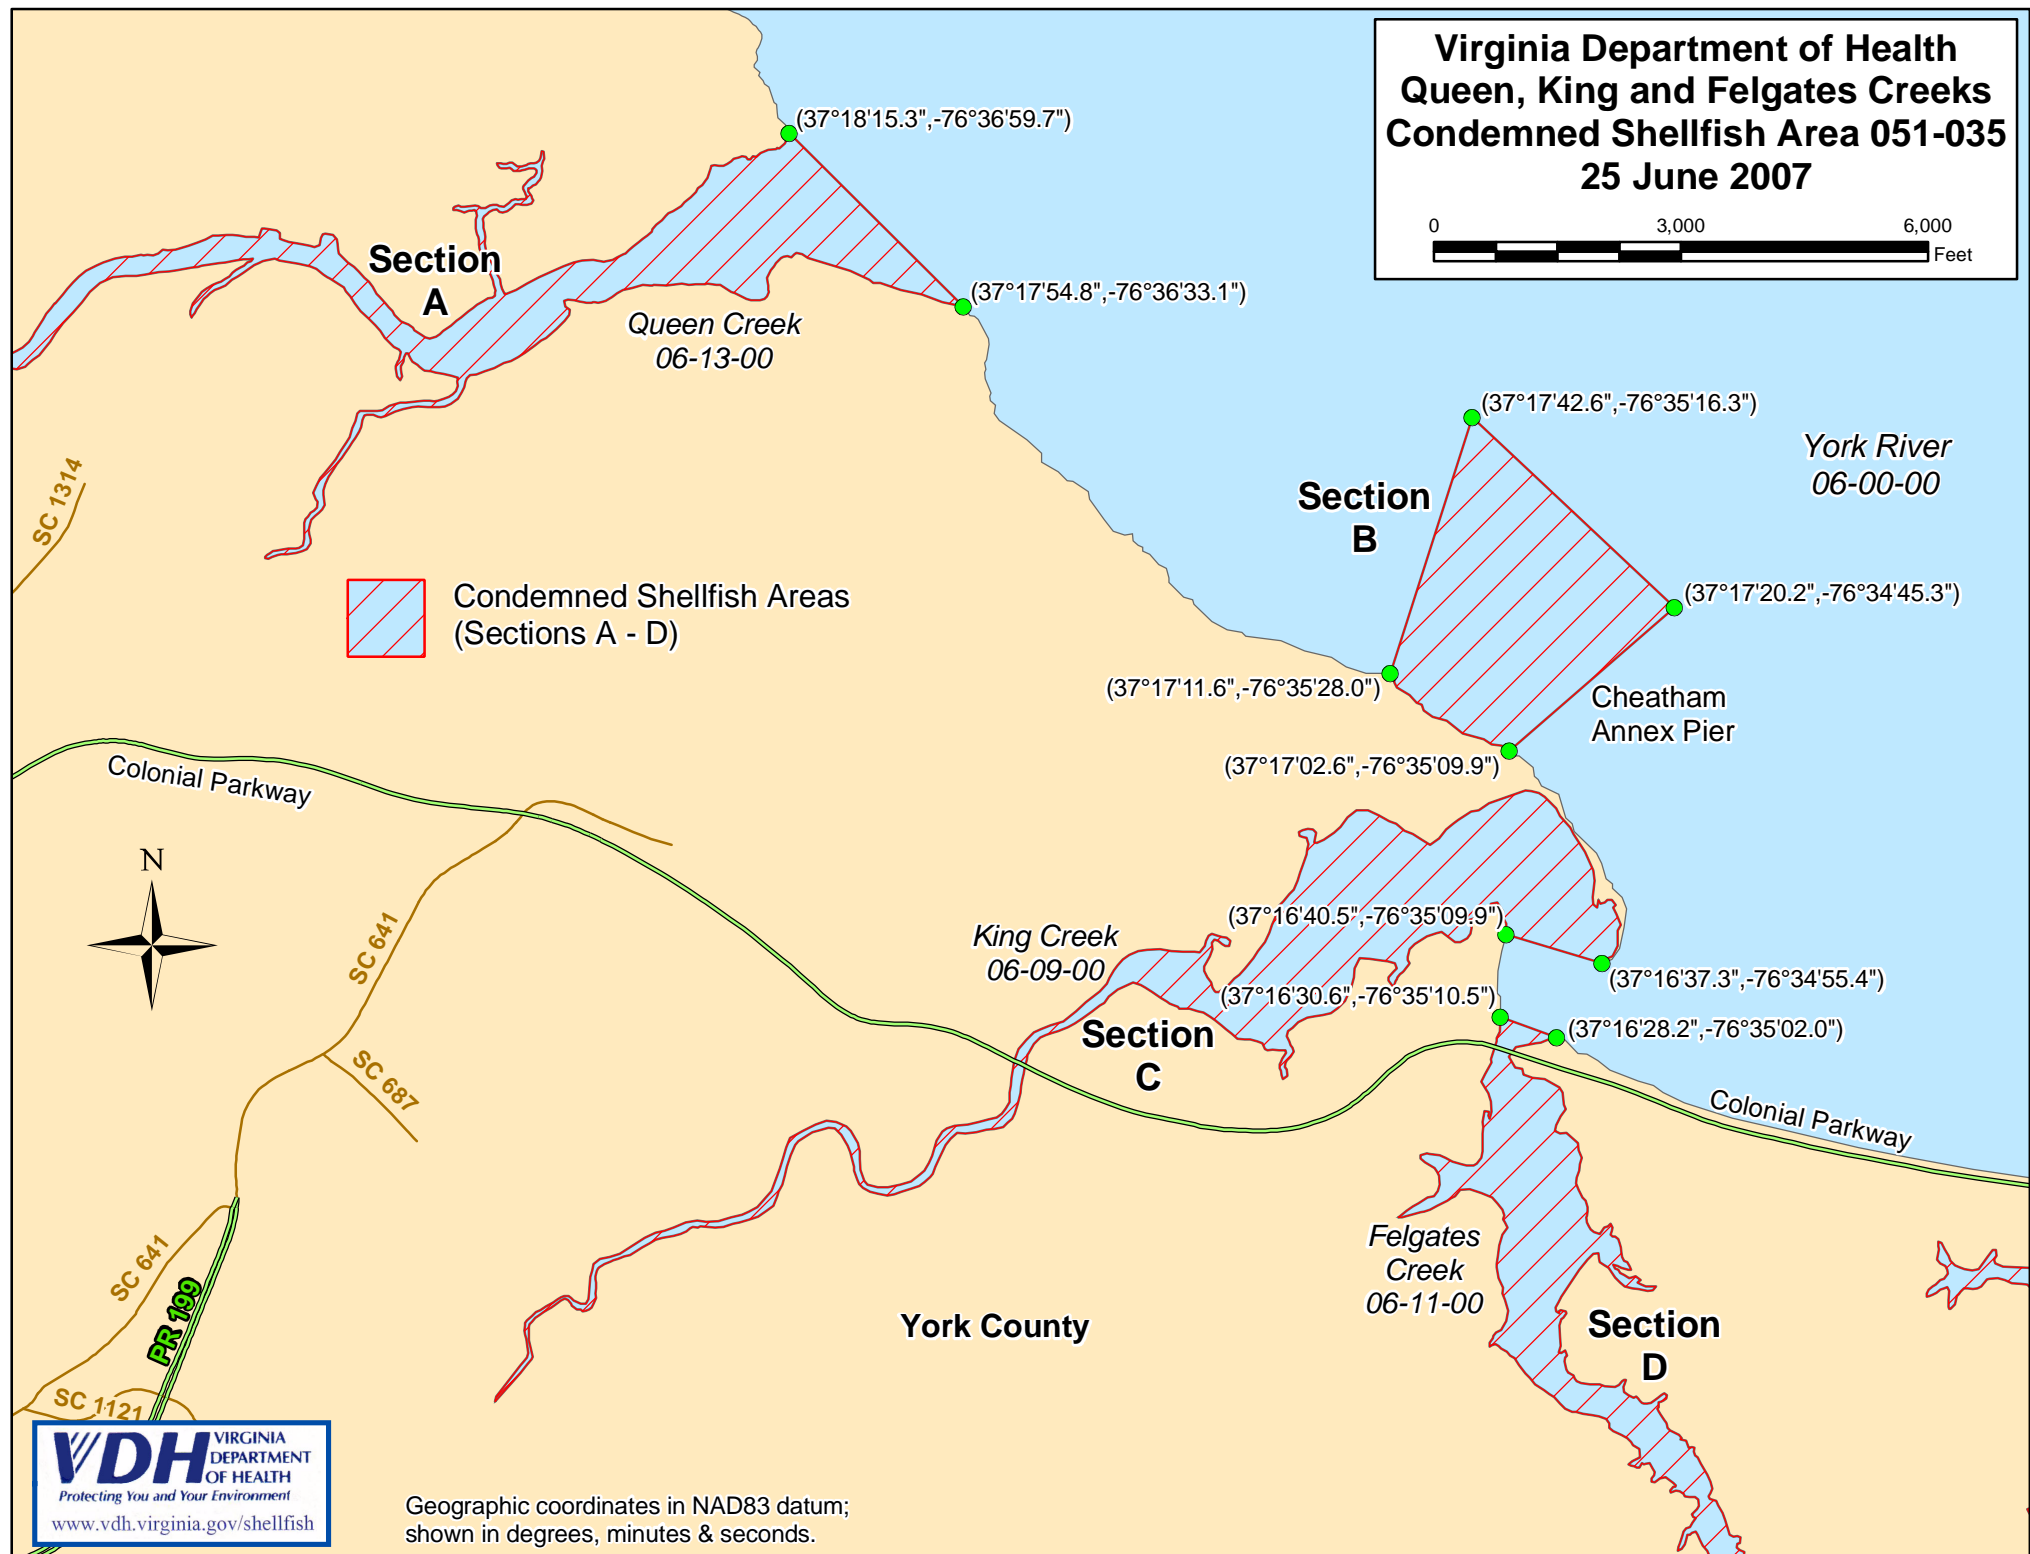 Virginia Department of Health
Queen, King and Felgates Creeks
Condemned Shellfish Area 051-035
25 June 2007
0 3,000 6,000
Feet
(37°18'15.3",-76°36'59.7")
Section
A
(37°17'54.8",-76°36'33.1")
Queen Creek
06-13-00
(37°17'42.6",-76°35'16.3")
York River
06-00-00
SC 1314
Section
B
Condemned Shellfish Areas
(Sections A - D)
(37°17'20.2",-76°34'45.3")
(37°17'11.6",-76°35'28.0")
Cheatham
Annex Pier
(37°17'02.6",-76°35'09.9")
Colonial Parkway
N
SC 641
King Creek
06-09-00
(37°16'40.5",-76°35'09.9")
(37°16'37.3",-76°34'55.4")
(37°16'30.6",-76°35'10.5")
(37°16'28.2",-76°35'02.0")
Section
C
SC 687
Colonial Parkway
Felgates
Creek
06-11-00
SC 641
PR 199
York County
Section
D
SC 1121
VDH
VIRGINIA
DEPARTMENT
OF HEALTH
Protecting You and Your Environment
www.vdh.virginia.gov/shellfish
Geographic coordinates in NAD83 datum;
shown in degrees, minutes & seconds.